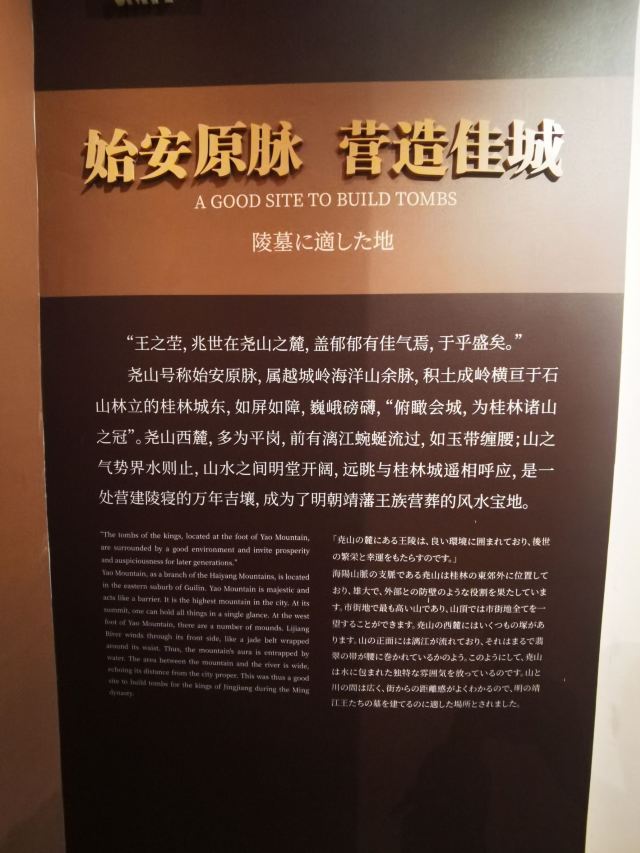 始安原脉 营造佳城
A GOOD SITE TO BUILD TOMBS
陵墓に適した地
“王之茔, 兆世在尧山之麓, 盖郁郁有佳气焉, 于乎盛矣。”
尧山号称始安原脉, 属越城岭海洋山余脉, 积土成岭横亘于石
山林立的桂林城东, 如屏如障, 巍峨磅礴, “俯瞰会城, 为桂林诸山
之冠”。尧山西麓, 多为平岗, 前有漓江蜿蜒流过, 如玉带缠腰; 山之
气势界水则止, 山水之间明堂开阔, 远眺与桂林城遥相呼应, 是一
处营建陵寝的万年吉壤, 成为了明朝靖藩王族营葬的风水宝地。
"The tombs of the kings, located at the foot of Yao Mountain,
are surrounded by a good environment and invite prosperity
and auspiciousness for later generations."
Yao Mountain, as a branch of the Haiyang Mountains, is located
in the eastern suburb of Guilin. Yao Mountain is majestic and
acts like a barrier. It is the highest mountain in the city. At its
summit, one can hold all things in a single glance. At the west
foot of Yao Mountain, there are a number of mounds. Lijiang
River winds through its front side, like a jade belt wrapped
around its waist. Thus, the mountain's aura is entrapped by
water. The area between the mountain and the river is wide,
echoing its distance from the city proper. This was thus a good
site to build tombs for the kings of Jingjiang during the Ming
dynasty.
「尭山の麓にある王陵は、良い環境に囲まれており、後世
の繁栄と幸運をもたらすのです。」
海陽山脈の支脈である尭山は桂林の東郊外に位置して
おり、雄大で、外部との防壁のような役割を果たしていま
す。市街地で最も高い山であり、山頂では市街地全てを一
望することができます。尭山の西麓にはいくつもの塚があ
ります。山の正面には漓江が流れており、それはまるで翡
翠の帯が腰に巻かれているかのよう。このようにして、尭山
は水に包まれた独特な雰囲気を放っているのです。山と
川の間は広く、街からの距離感がよくわかるので、明の靖
江王たちの墓を建てるのに適した場所とされました。